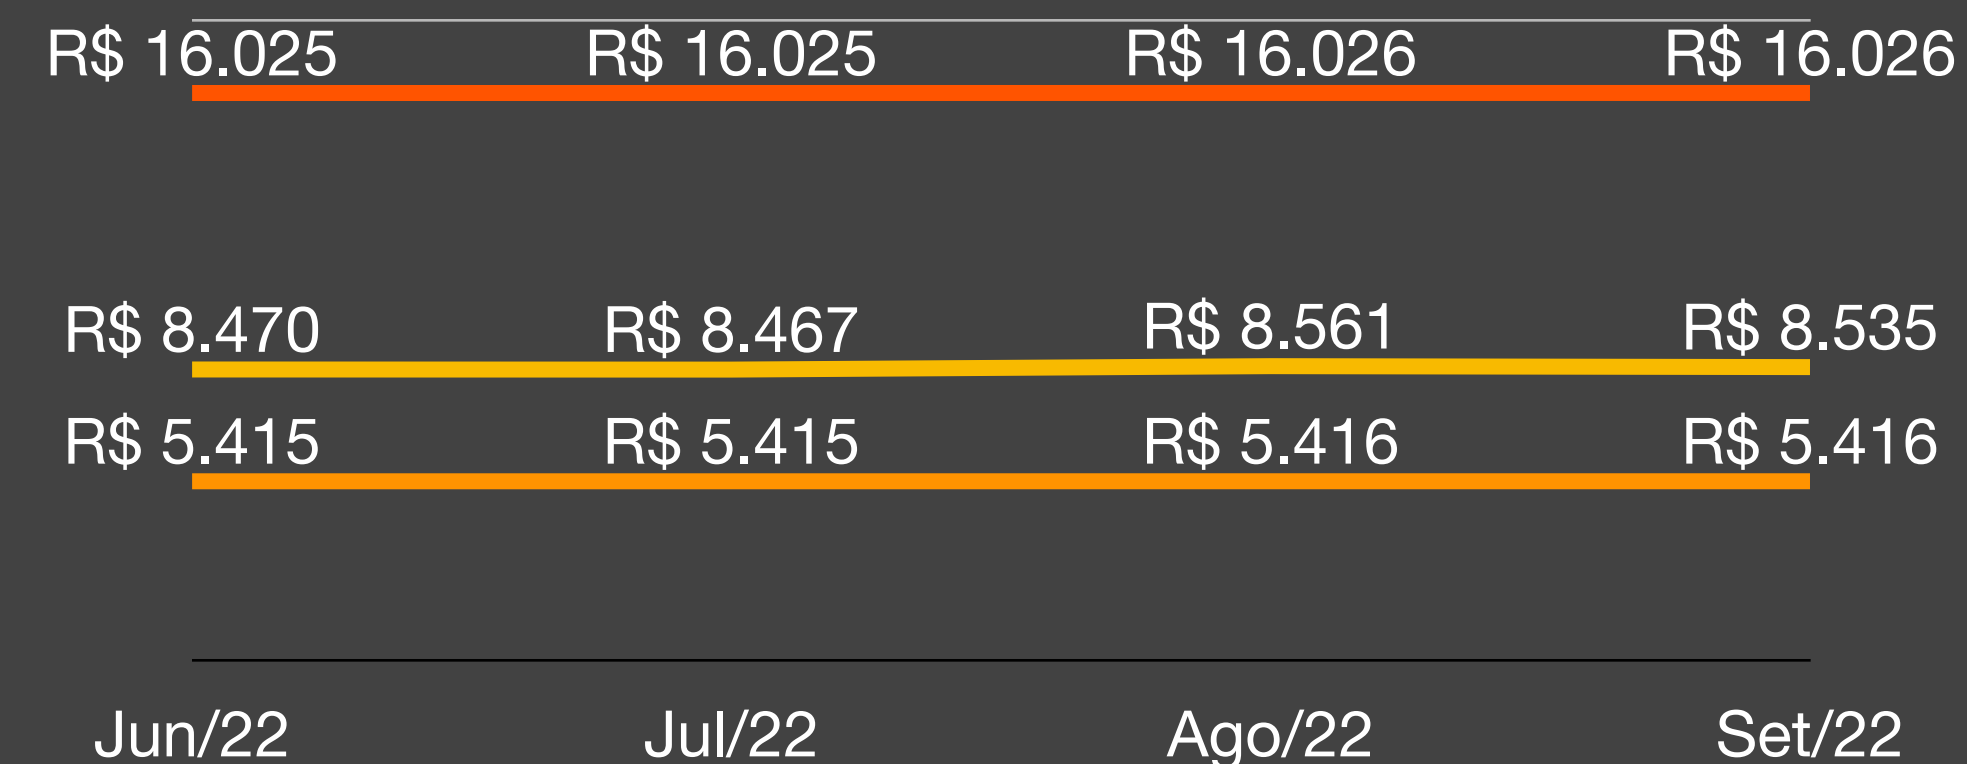 R$ 16.025 R$ 16.025 R$ 16.026 R$ 16.026
R$ 8.470 R$ 8.467 R$ 8.561 R$ 8.535
R$ 5.415 R$ 5.415 R$ 5.416 R$ 5.416
Jun/22 Jul/22 Ago/22 Set/22